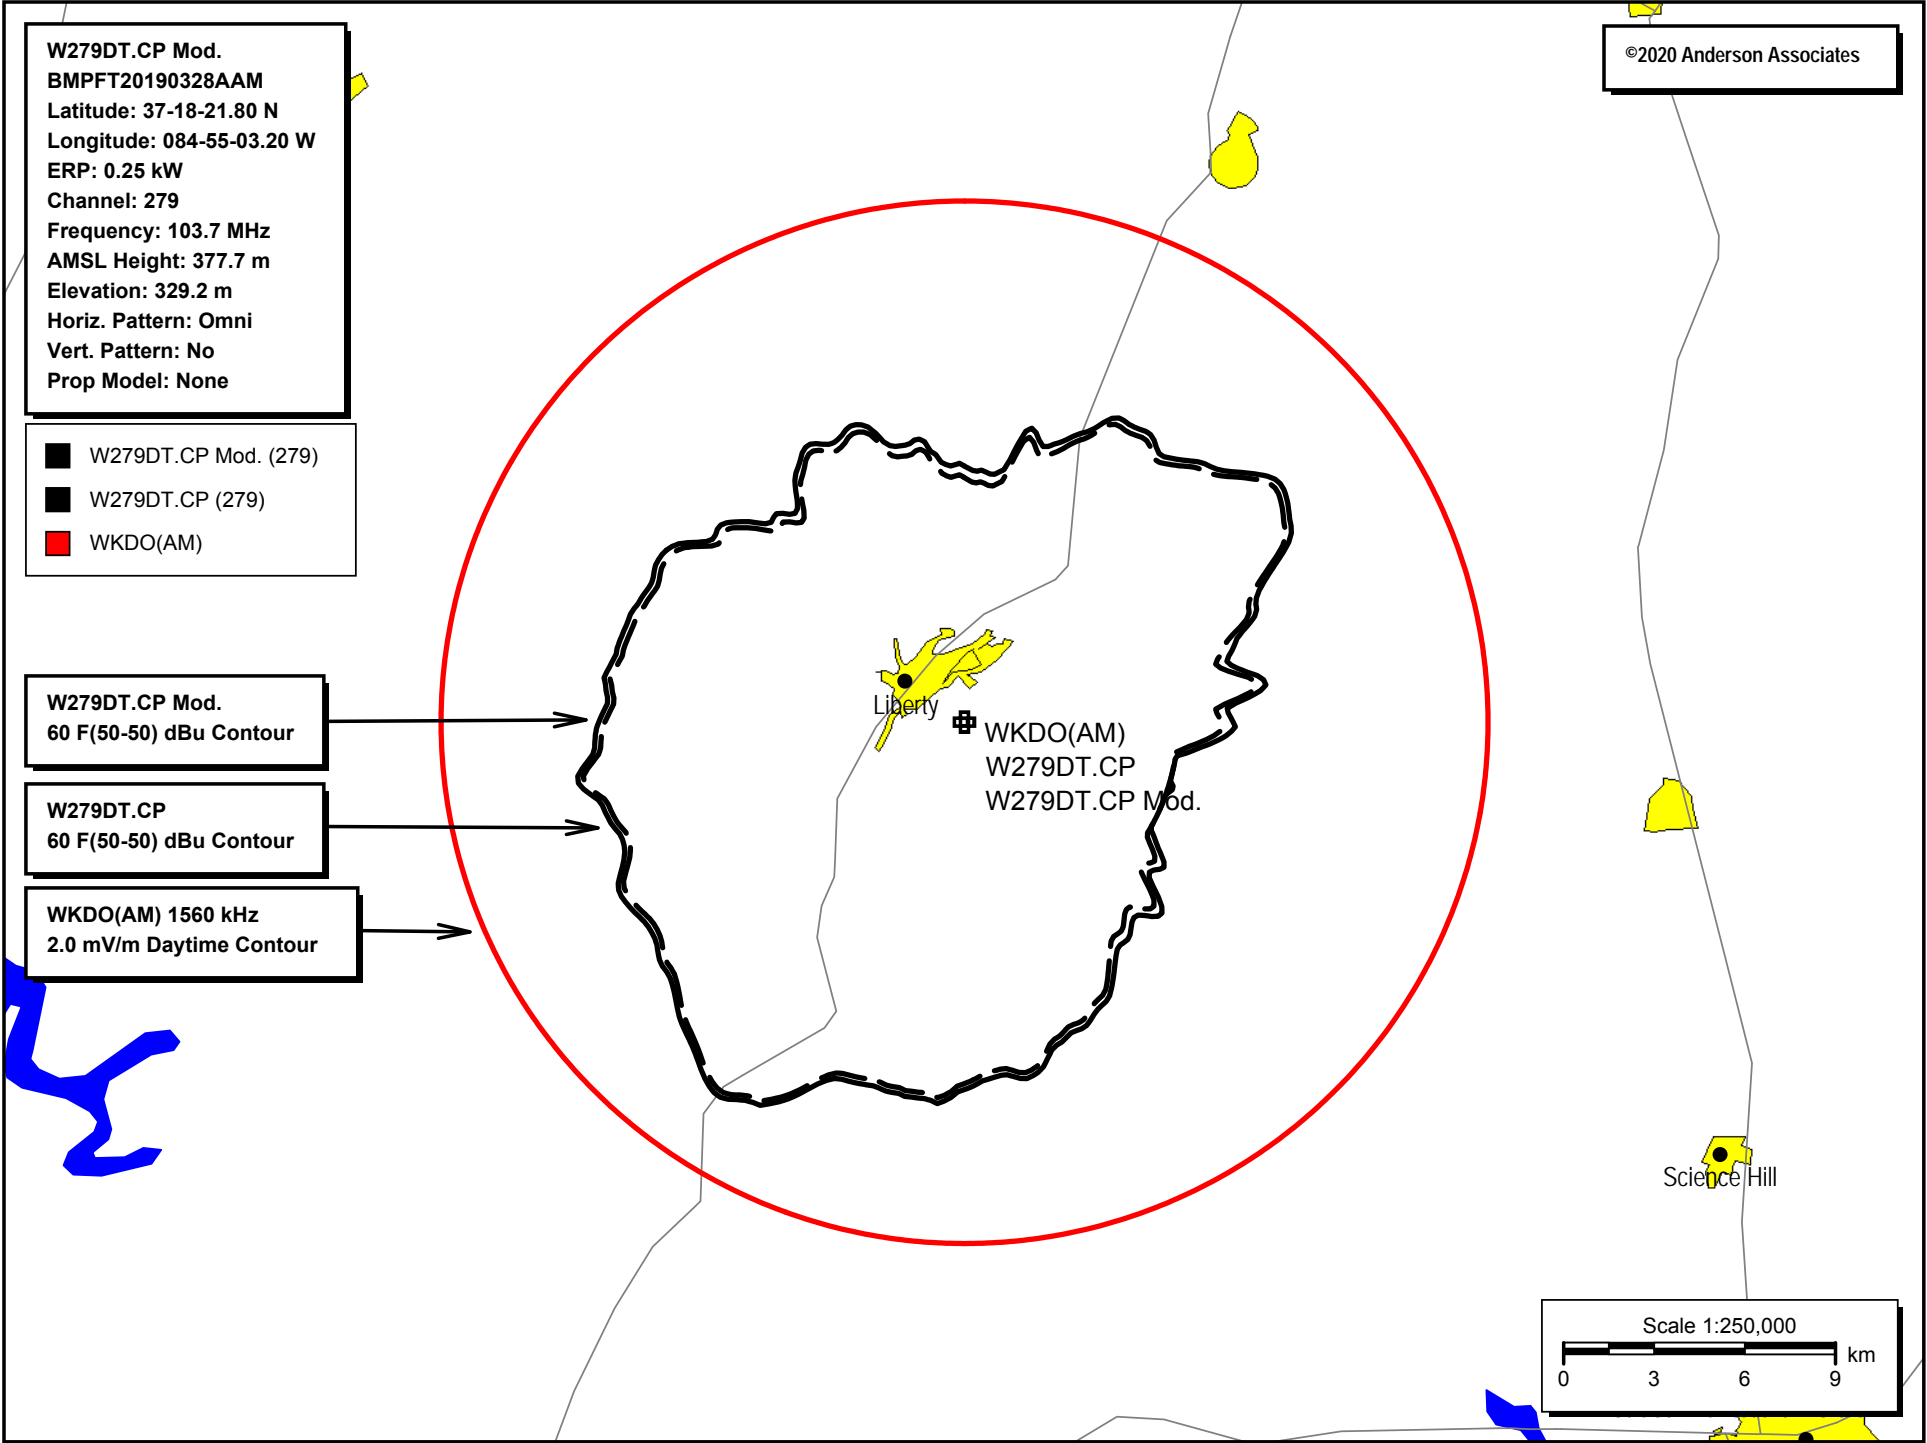 W279DT.CP Mod.
BMPFT20190328AAM
Latitude: 37-18-21.80 N
Longitude: 084-55-03.20 W
ERP: 0.25 kW
Channel: 279
Frequency: 103.7 MHz
AMSL Height: 377.7 m
Elevation: 329.2 m
Horiz. Pattern: Omni
Vert. Pattern: No
Prop Model: None
©2020 Anderson Associates
W279DT.CP Mod. (279)
W279DT.CP (279)
WKDO(AM)
W279DT.CP Mod.
60 F(50-50) dBu Contour
W279DT.CP
60 F(50-50) dBu Contour
WKDO(AM) 1560 kHz
2.0 mV/m Daytime Contour
Liberty
WKDO(AM)
W279DT.CP
W279DT.CP Mod.
Science Hill
Scale 1:250,000
km
0 3 6 9